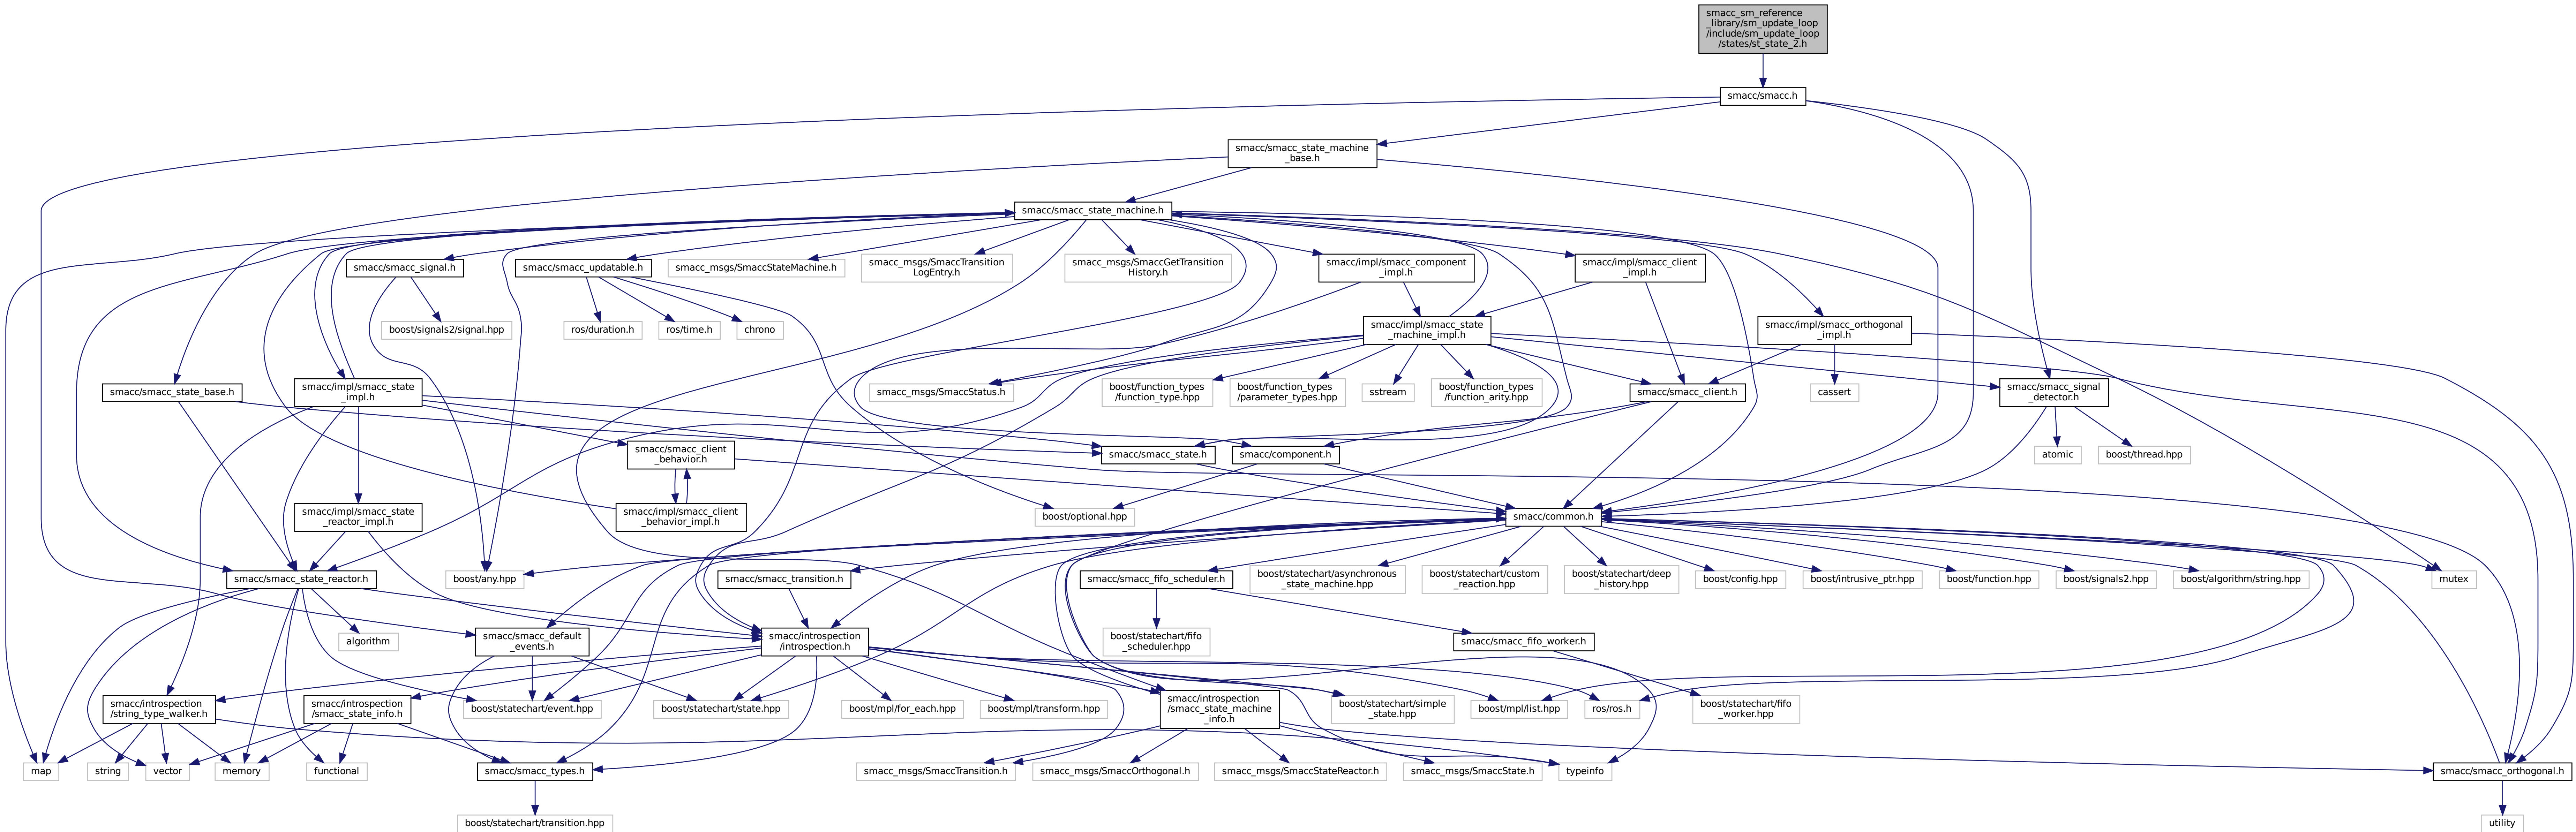 smacc_sm_reference
_library/sm_update_loop
/include/sm_update_loop
/states/st_state_2.h
smacc/smacc.h
smacc/smacc_state_machine
_base.h
smacc/smacc_state_machine.h
smacc/smacc_signal.h
smacc/smacc_updatable.h
smacc_msgs/SmaccStateMachine.h
smacc_msgs/SmaccTransition
LogEntry.h
smacc_msgs/SmaccGetTransition
History.h
smacc/impl/smacc_component
_impl.h
smacc/impl/smacc_client
_impl.h
boost/signals2/signal.hpp
ros/duration.h
ros/time.h
chrono
smacc/impl/smacc_state
_machine_impl.h
smacc/impl/smacc_orthogonal
_impl.h
smacc/smacc_state_base.h
smacc/impl/smacc_state
_impl.h
smacc_msgs/SmaccStatus.h
boost/function_types
/function_type.hpp
boost/function_types
/parameter_types.hpp
sstream
boost/function_types
/function_arity.hpp
smacc/smacc_client.h
cassert
smacc/smacc_signal
_detector.h
smacc/smacc_client
_behavior.h
smacc/smacc_state.h
smacc/component.h
atomic
boost/thread.hpp
smacc/impl/smacc_state
_reactor_impl.h
smacc/impl/smacc_client
_behavior_impl.h
boost/optional.hpp
smacc/common.h
smacc/smacc_state_reactor.h
boost/any.hpp
smacc/smacc_transition.h
smacc/smacc_fifo_scheduler.h
boost/statechart/asynchronous
_state_machine.hpp
boost/statechart/custom
_reaction.hpp
boost/statechart/deep
_history.hpp
boost/config.hpp
boost/intrusive_ptr.hpp
boost/function.hpp
boost/signals2.hpp
boost/algorithm/string.hpp
mutex
algorithm
smacc/smacc_default
_events.h
smacc/introspection
/introspection.h
boost/statechart/fifo
_scheduler.hpp
smacc/smacc_fifo_worker.h
smacc/introspection
/string_type_walker.h
smacc/introspection
/smacc_state_info.h
boost/statechart/event.hpp
boost/statechart/state.hpp
boost/mpl/for_each.hpp
boost/mpl/transform.hpp
smacc/introspection
/smacc_state_machine
_info.h
boost/statechart/simple
_state.hpp
boost/mpl/list.hpp
ros/ros.h
boost/statechart/fifo
_worker.hpp
map
string
vector
memory
functional
smacc/smacc_types.h
smacc_msgs/SmaccTransition.h
smacc_msgs/SmaccOrthogonal.h
smacc_msgs/SmaccStateReactor.h
smacc_msgs/SmaccState.h
typeinfo
smacc/smacc_orthogonal.h
boost/statechart/transition.hpp
utility